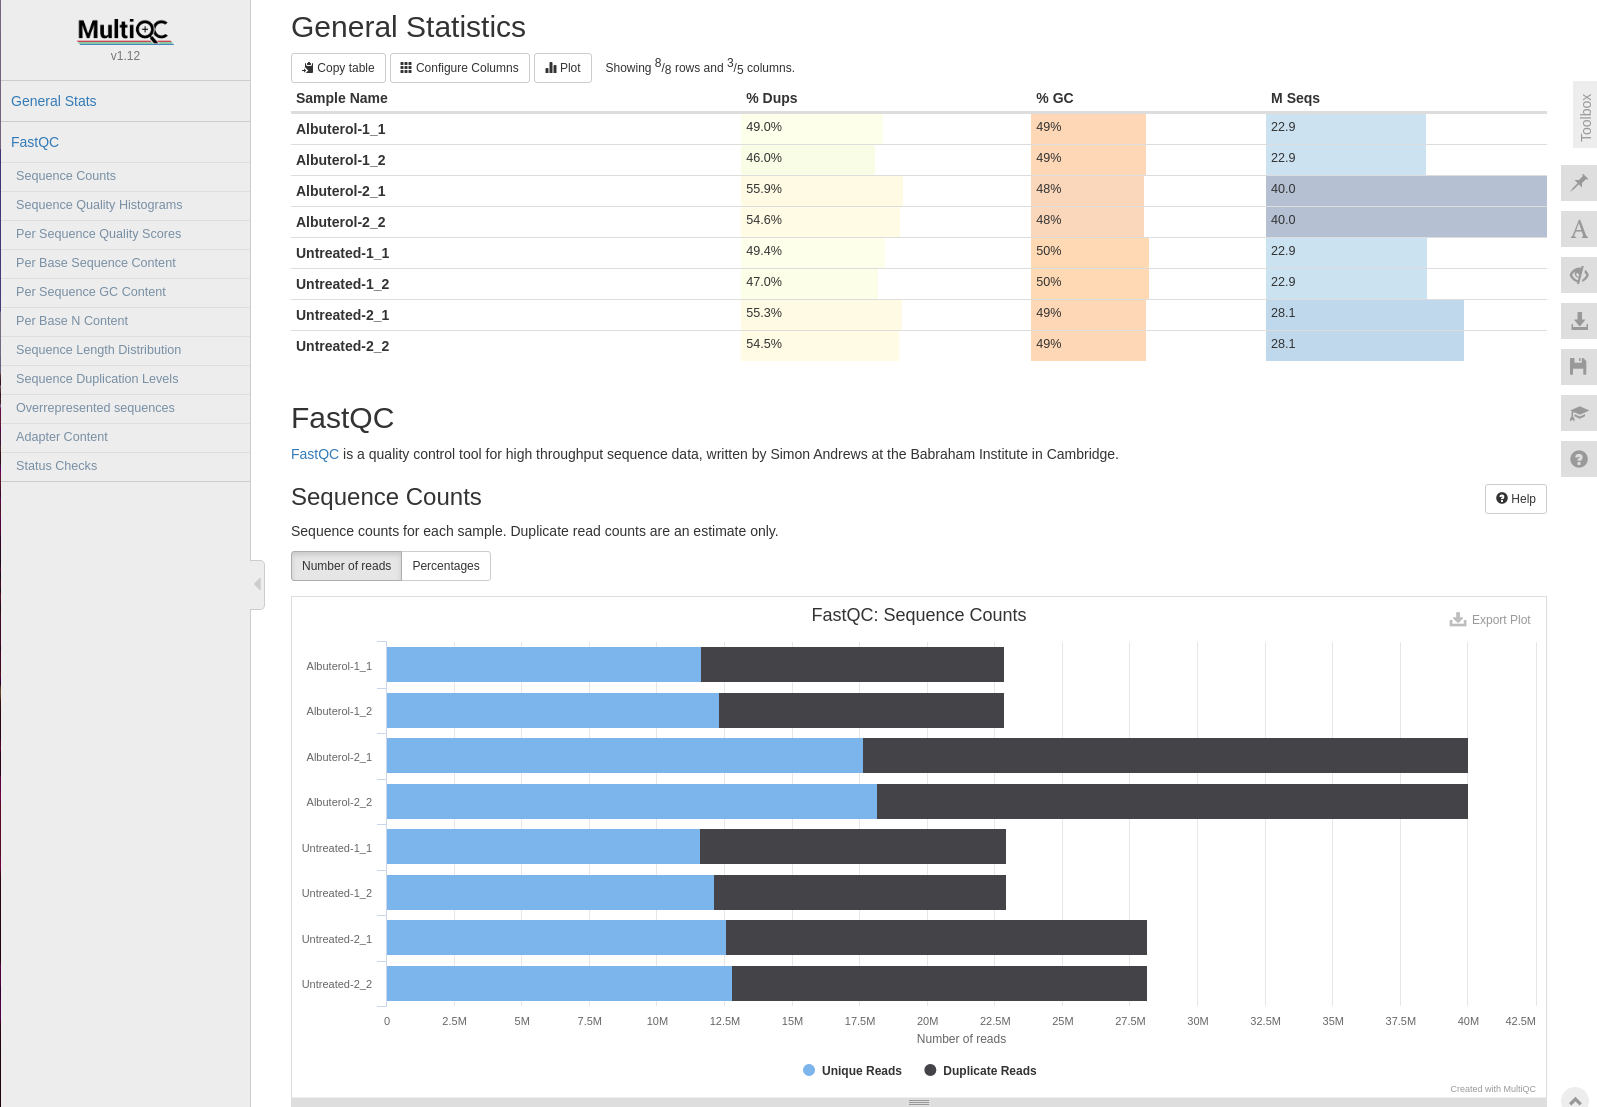 MultiQC
v1.12
General Stats
FastQC
Sequence Counts
Sequence Quality Histograms
Per Sequence Quality Scores
Per Base Sequence Content
Per Sequence GC Content
Per Base N Content
Sequence Length Distribution
Sequence Duplication Levels
Overrepresented sequences
Adapter Content
Status Checks
General Statistics
Copy table Configure Columns Plot Showing 8/8 rows and 3/5 columns.
Sample Name % Dups % GC M Seqs
Albuterol-1_1 49.0% 49% 22.9
Albuterol-1_2 46.0% 49% 22.9
Albuterol-2_1 55.9% 48% 40.0
Albuterol-2_2 54.6% 48% 40.0
Untreated-1_1 49.4% 50% 22.9
Untreated-1_2 47.0% 50% 22.9
Untreated-2_1 55.3% 49% 28.1
Untreated-2_2 54.5% 49% 28.1
Toolbox
A
FastQC
FastQC is a quality control tool for high throughput sequence data, written by Simon Andrews at the Babraham Institute in Cambridge.
Sequence Counts
Help
Sequence counts for each sample. Duplicate read counts are an estimate only.
Number of reads Percentages
FastQC: Sequence Counts
Export Plot
Albuterol-1_1
Albuterol-1_2
Albuterol-2_1
Albuterol-2_2
Untreated-1_1
Untreated-1_2
Untreated-2_1
Untreated-2_2
0 2.5M 5M 7.5M 10M 12.5M 15M 17.5M 20M 22.5M 25M 27.5M 30M 32.5M 35M 37.5M 40M 42.5M
Number of reads
Unique Reads Duplicate Reads
Created with MultiQC